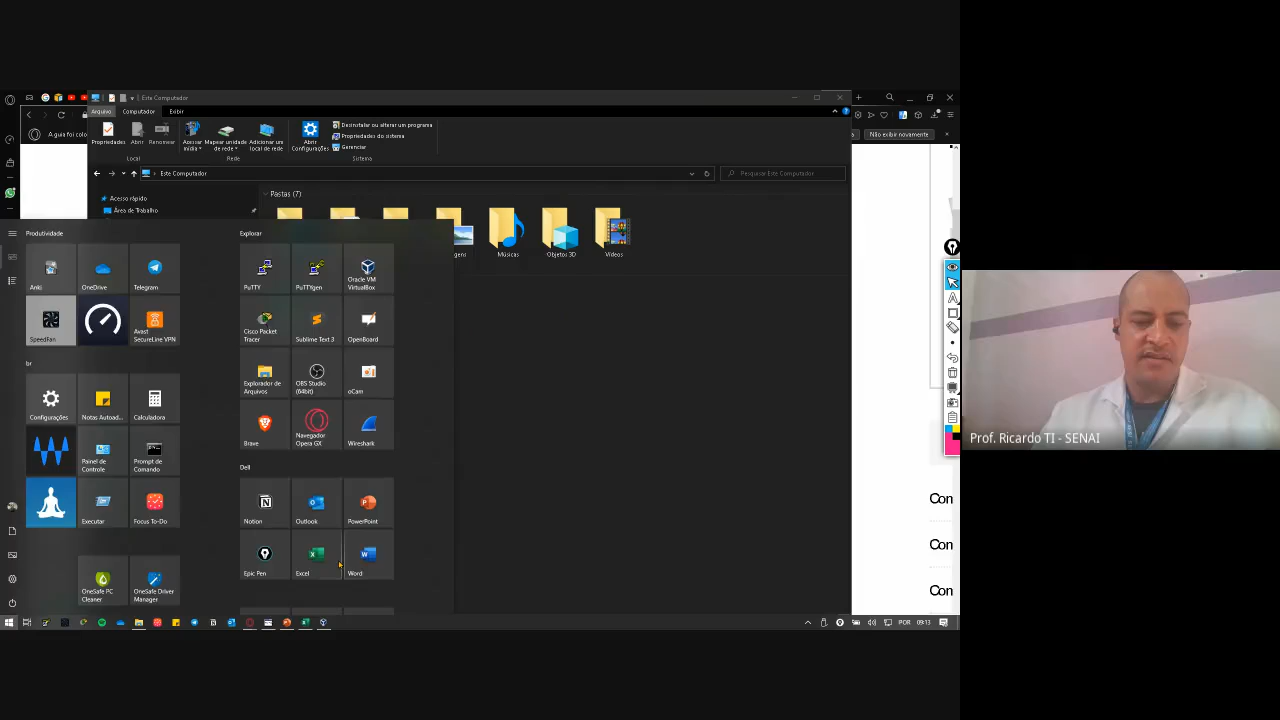 Este Computador
Arquivo Computador Exibir
A guia foi colo
Não exibir novamente
Propriedades
Abrir
Renomear
Acessar mídia
Mapear unidade de rede
Adicionar um local de rede
Abrir Configurações
Desinstalar ou alterar um programa
Propriedades do sistema
Gerenciar
Local
Rede
Sistema
Este Computador
Pesquisar Este Computador
Acesso rápido
Área de Trabalho
Pastas (7)
gens
Músicas
Objetos 3D
Vídeos
Produtividade
Anki
OneDrive
Telegram
SpeedFan
Avast
SecureLine VPN
br
Configurações
Notas Autoad...
Calculadora
Painel de
Controle
Prompt de
Comando
Executar
Focus To-Do
OneSafe PC
Cleaner
OneSafe Driver
Manager
Explorar
PuTTY
PuTTYgen
Oracle VM
VirtualBox
Cisco Packet
Tracer
Sublime Text 3
OpenBoard
Explorador de
Arquivos
OBS Studio
(64bit)
oCam
Brave
Navegador
Opera GX
Wireshark
Dell
Notion
Outlook
PowerPoint
Epic Pen
Excel
Word
Con
Con
Con
POR 09:13
Prof. Ricardo TI - SENAI